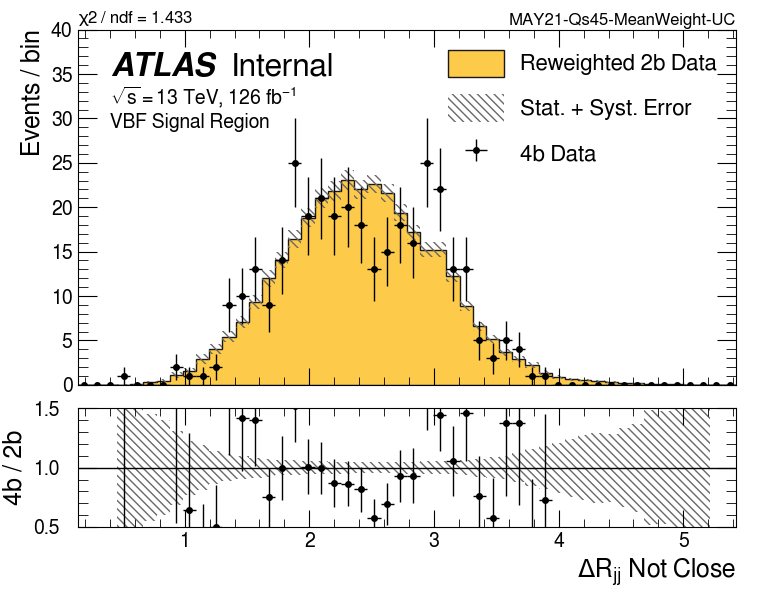 χ² / ndf = 1.433 MAY21-Qs45-MeanWeight-UC
ATLAS Internal
√s = 13 TeV, 126 fb⁻¹
VBF Signal Region
Reweighted 2b Data
Stat. + Syst. Error
4b Data
Events / bin
40
35
30
25
20
15
10
5
0
4b / 2b
1.5
1.0
0.5
1 2 3 4 5
ΔRjj Not Close